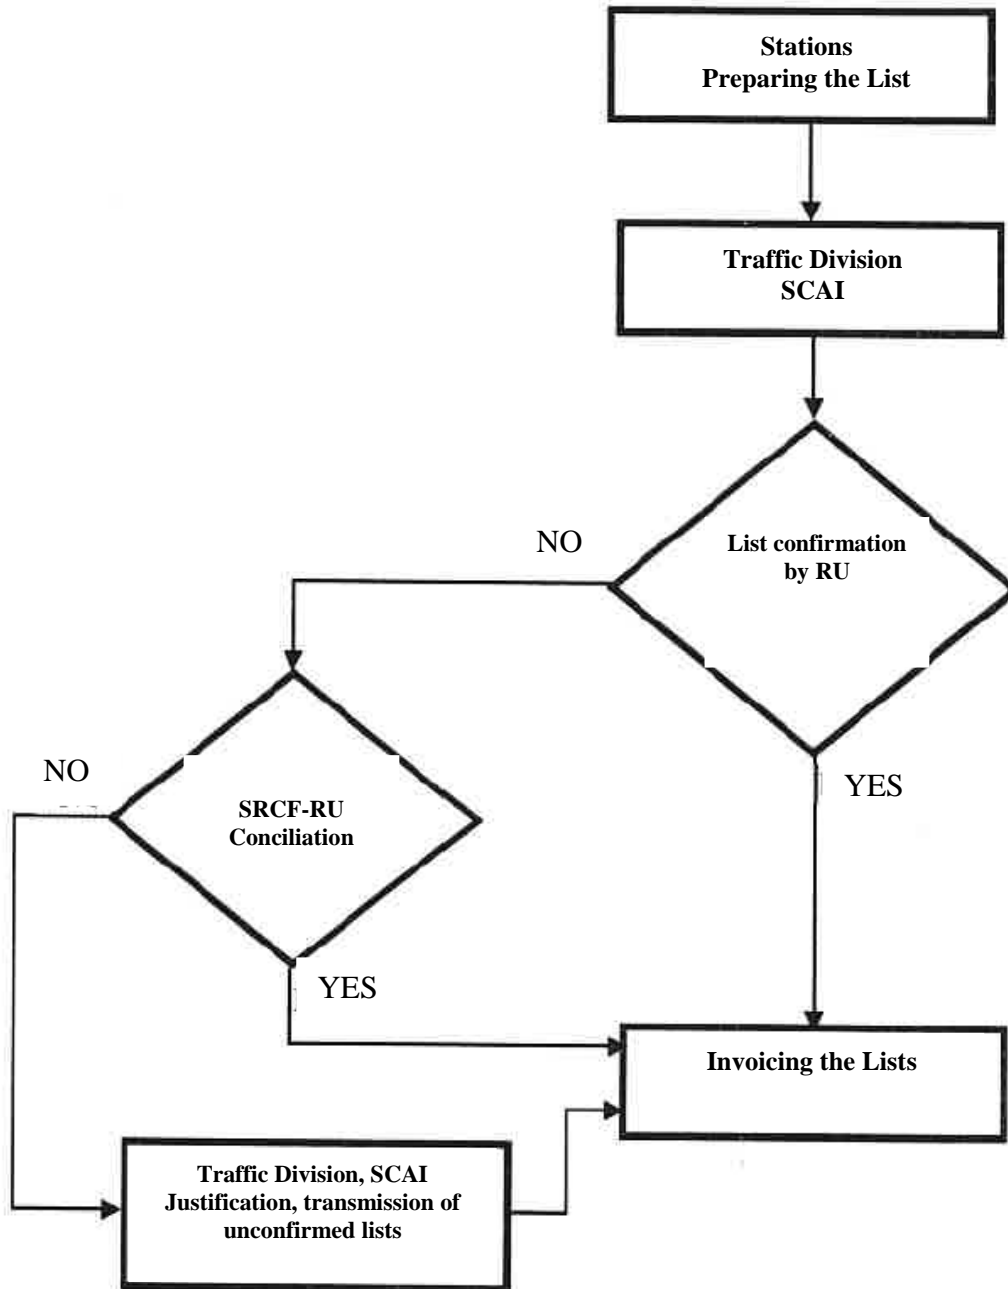 Stations
Preparing the List
Traffic Division
SCAI
List confirmation
by RU
NO
YES
SRCF-RU
Conciliation
NO
YES
Invoicing the Lists
Traffic Division, SCAI
Justification, transmission of
unconfirmed lists